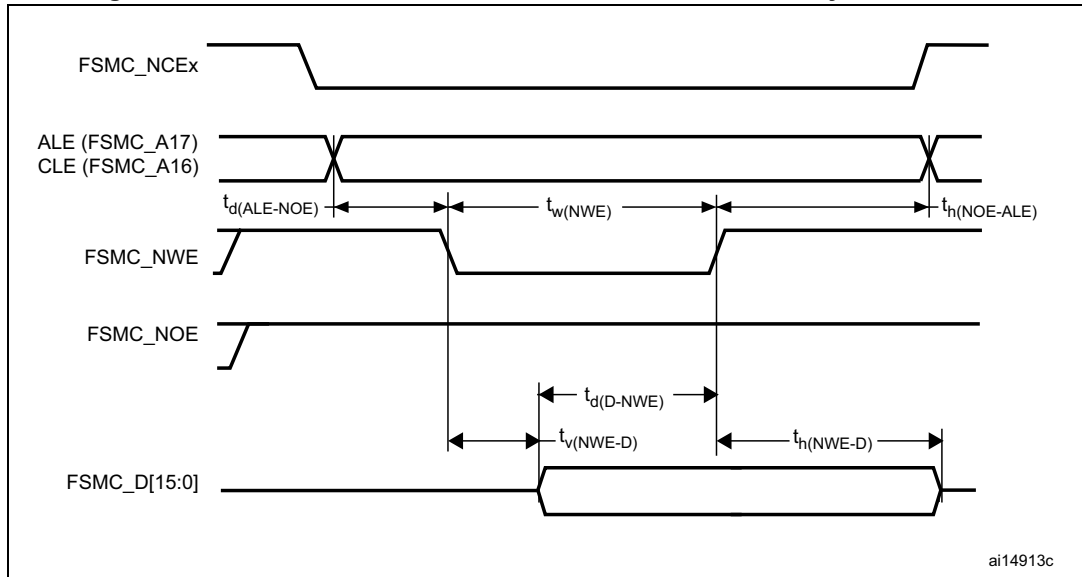 FSMC_NCEx
ALE (FSMC_A17)
CLE (FSMC_A16)
td(ALE-NOE)
tw(NWE)
th(NOE-ALE)
FSMC_NWE
FSMC_NOE
td(D-NWE)
tv(NWE-D)
th(NWE-D)
FSMC_D[15:0]
ai14913c